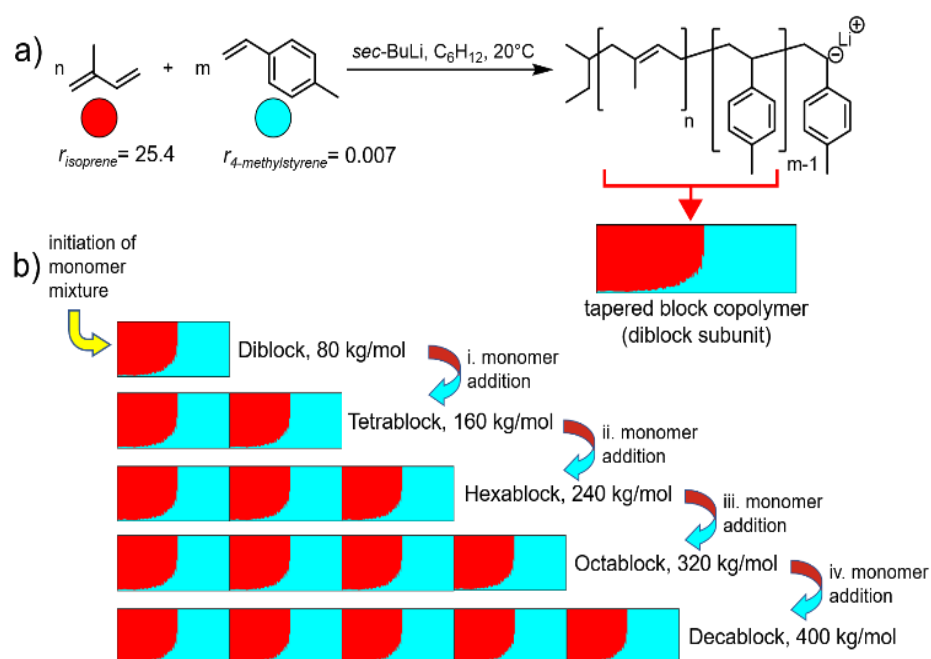 a)
n + m
sec-BuLi, C₆H₁₂, 20°C
Li
⊕
⊖
n
m-1
r_isoprene= 25.4
r_4-methylstyrene= 0.007
tapered block copolymer
(diblock subunit)
b)
initiation of
monomer
mixture
Diblock, 80 kg/mol
i. monomer
addition
Tetrablock, 160 kg/mol
ii. monomer
addition
Hexablock, 240 kg/mol
iii. monomer
addition
Octablock, 320 kg/mol
iv. monomer
addition
Decablock, 400 kg/mol